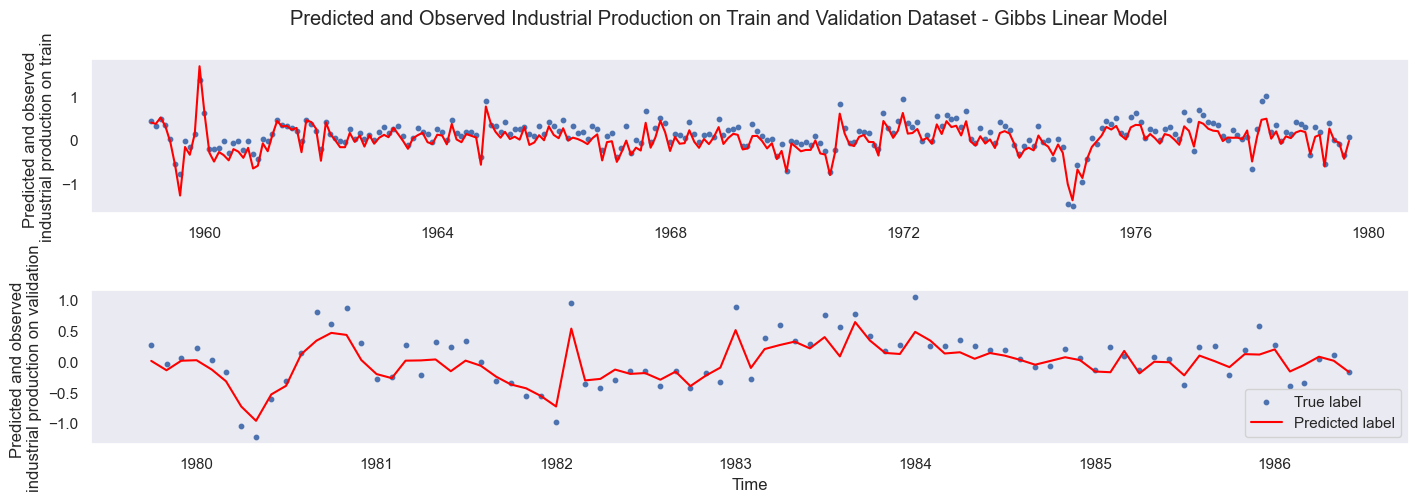 Predicted and Observed Industrial Production on Train and Validation Dataset - Gibbs Linear Model
Predicted and observed
industrial production on train
1
0
−1
1960
1964
1968
1972
1976
1980
Predicted and observed
industrial production on validation
1.0
0.5
0.0
−0.5
−1.0
True label
Predicted label
1980
1981
1982
1983
1984
1985
1986
Time